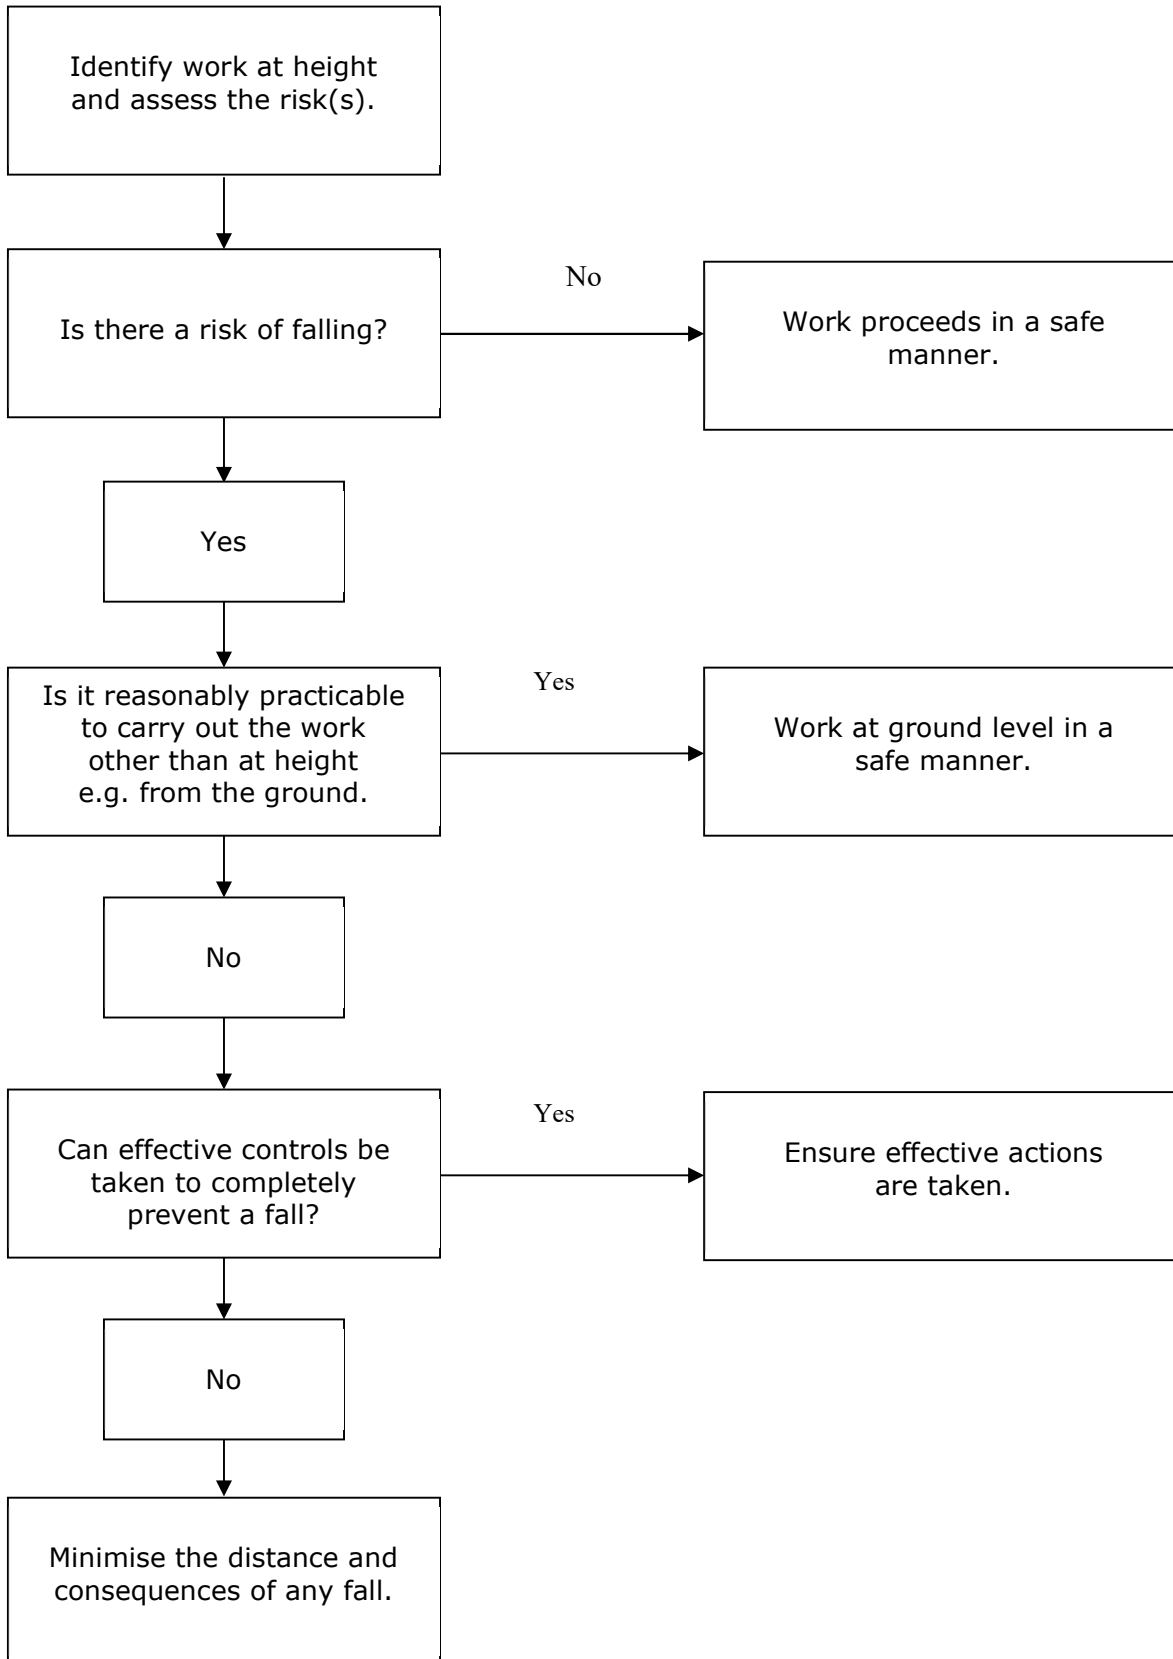 Identify work at height
and assess the risk(s).
Is there a risk of falling?
No
Work proceeds in a safe
manner.
Yes
Is it reasonably practicable
to carry out the work
other than at height
e.g. from the ground.
Yes
Work at ground level in a
safe manner.
No
Can effective controls be
taken to completely
prevent a fall?
Yes
Ensure effective actions
are taken.
No
Minimise the distance and
consequences of any fall.